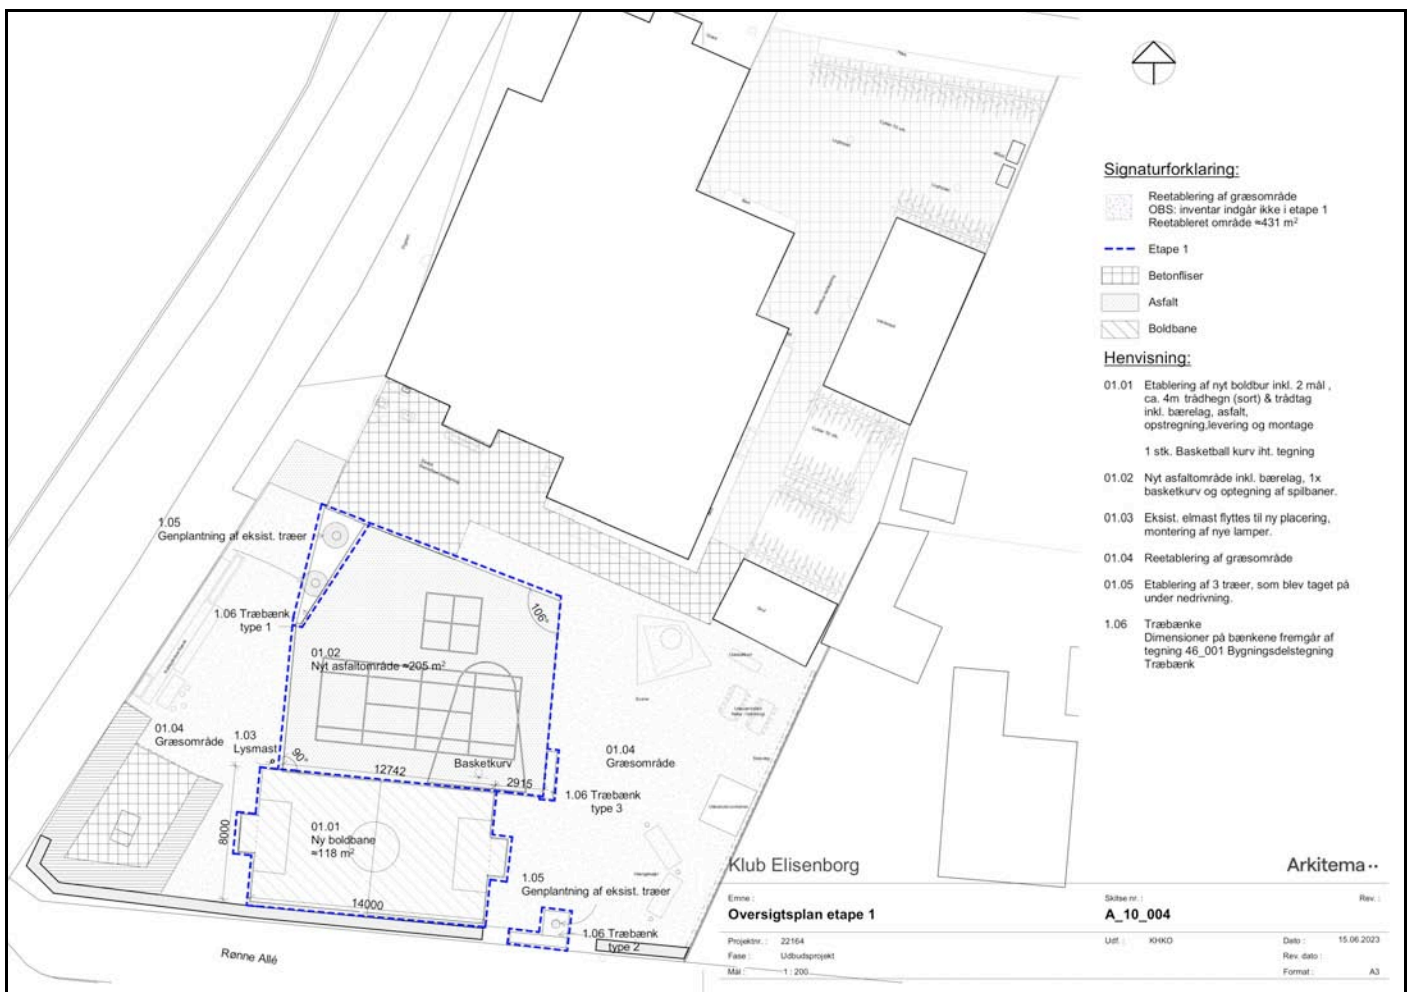 Signaturforklaring:
Reetablering af græsområde
OBS: inventar indgår ikke i etape 1
Reetableret område ≈431 m²
Etape 1
Betonfliser
Asfalt
Boldbane
Henvisning:
01.01 Etablering af nyt boldbur inkl. 2 mål ,
ca. 4m trådhegn (sort) & trådtag
inkl. bærelag, asfalt,
opstregning,levering og montage
1 stk. Basketball kurv iht. tegning
01.02 Nyt asfaltområde inkl. bærelag, 1x
basketkurv og optegning af spilbaner.
01.03 Eksist. elmast flyttes til ny placering,
montering af nye lamper.
01.04 Reetablering af græsområde
01.05 Etablering af 3 træer, som blev taget på
under nedrivning.
1.06 Træbænke
Dimensioner på bænkene fremgår af
tegning 46_001 Bygningsdelstegning
Træbænk
1.05
Genplantning af eksist. træer
1.06 Træbænk
type 1
106°
01.02
Nyt asfaltområde ≈205 m²
01.04
Græsområde
1.03
Lysmast
90°
12742
Basketkurv
2915
01.04
Græsområde
1.06 Træbænk
type 3
8000
01.01
Ny boldbane
≈118 m²
14000
1.05
Genplantning af eksist. træer
1.06 Træbænk
type 2
Rønne Allé
Klub Elisenborg
Arkitema
Emne :
Oversigtsplan etape 1
Skitse nr. :
A_10_004
Rev. :
Projektnr. : 22164
Udf. : KHKO
Dato : 15.06.2023
Fase : Udbudsprojekt
Rev. dato :
Mål : 1 : 200
Format : A3